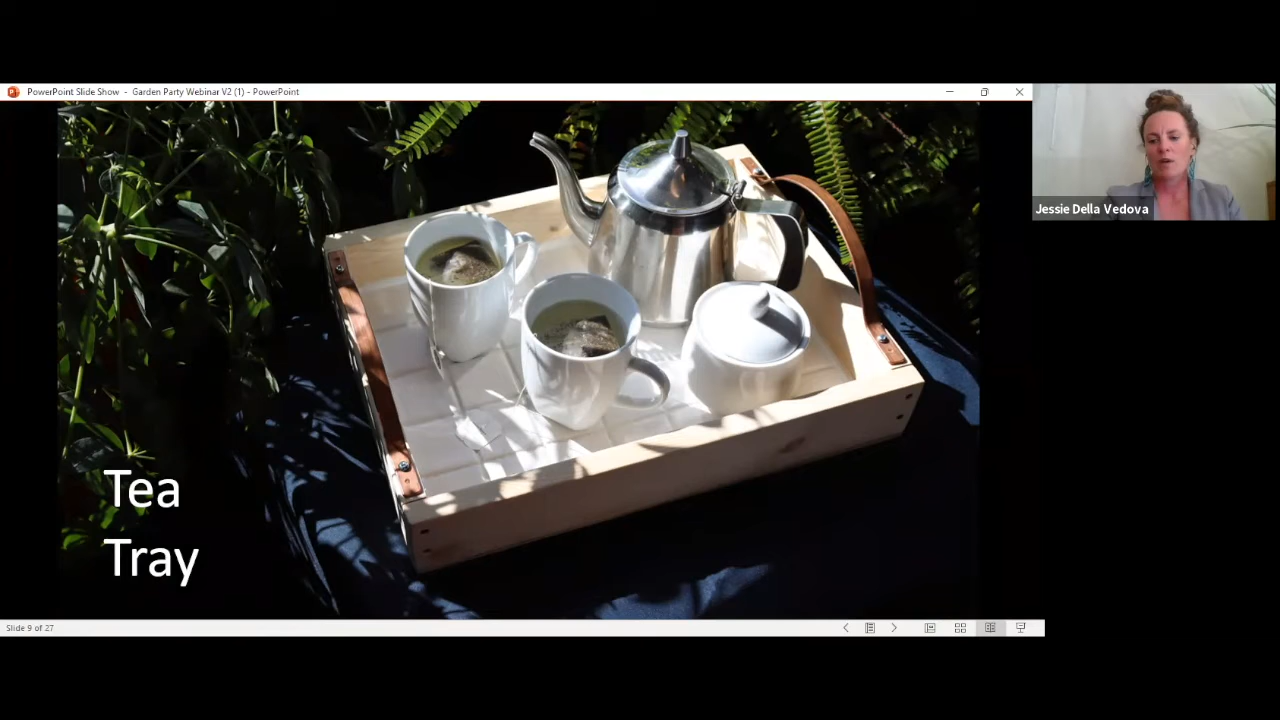 PowerPoint Slide Show - Garden Party Webinar V2 (1) - PowerPoint
Jessie Della Vedova
Tea
Tray
Slide 9 of 27